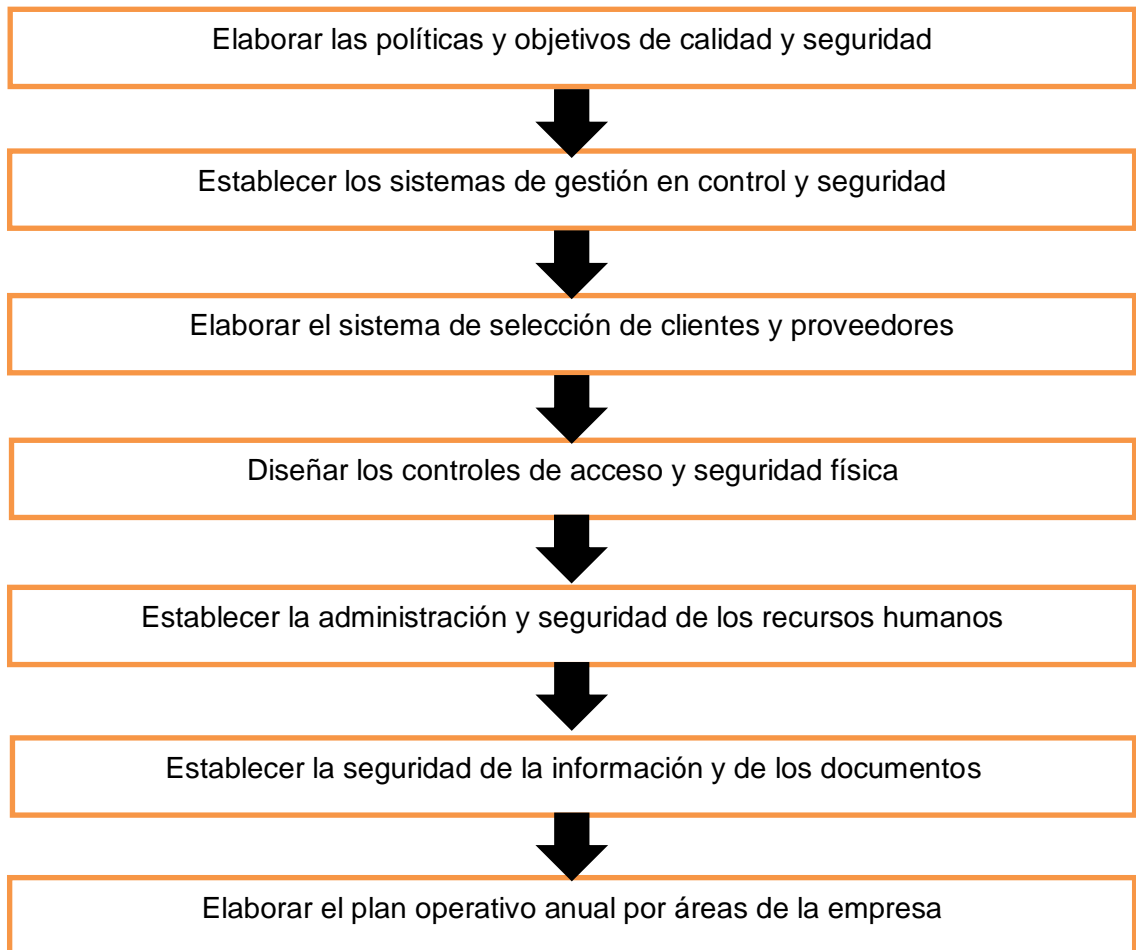 Elaborar las políticas y objetivos de calidad y seguridad
Establecer los sistemas de gestión en control y seguridad
Elaborar el sistema de selección de clientes y proveedores
Diseñar los controles de acceso y seguridad física
Establecer la administración y seguridad de los recursos humanos
Establecer la seguridad de la información y de los documentos
Elaborar el plan operativo anual por áreas de la empresa